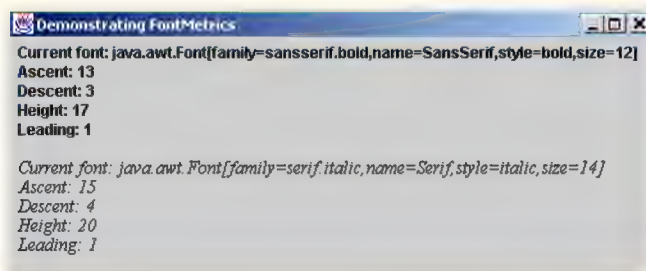 Demonstrating FontMetrics
Current font: java.awt.Font[family=sansserif.bold,name=SansSerif,style=bold,size=12]
Ascent: 13
Descent: 3
Height: 17
Leading: 1
Current font: java.awt.Font[family=serif.italic,name=Serif,style=italic,size=14]
Ascent: 15
Descent: 4
Height: 20
Leading: 1